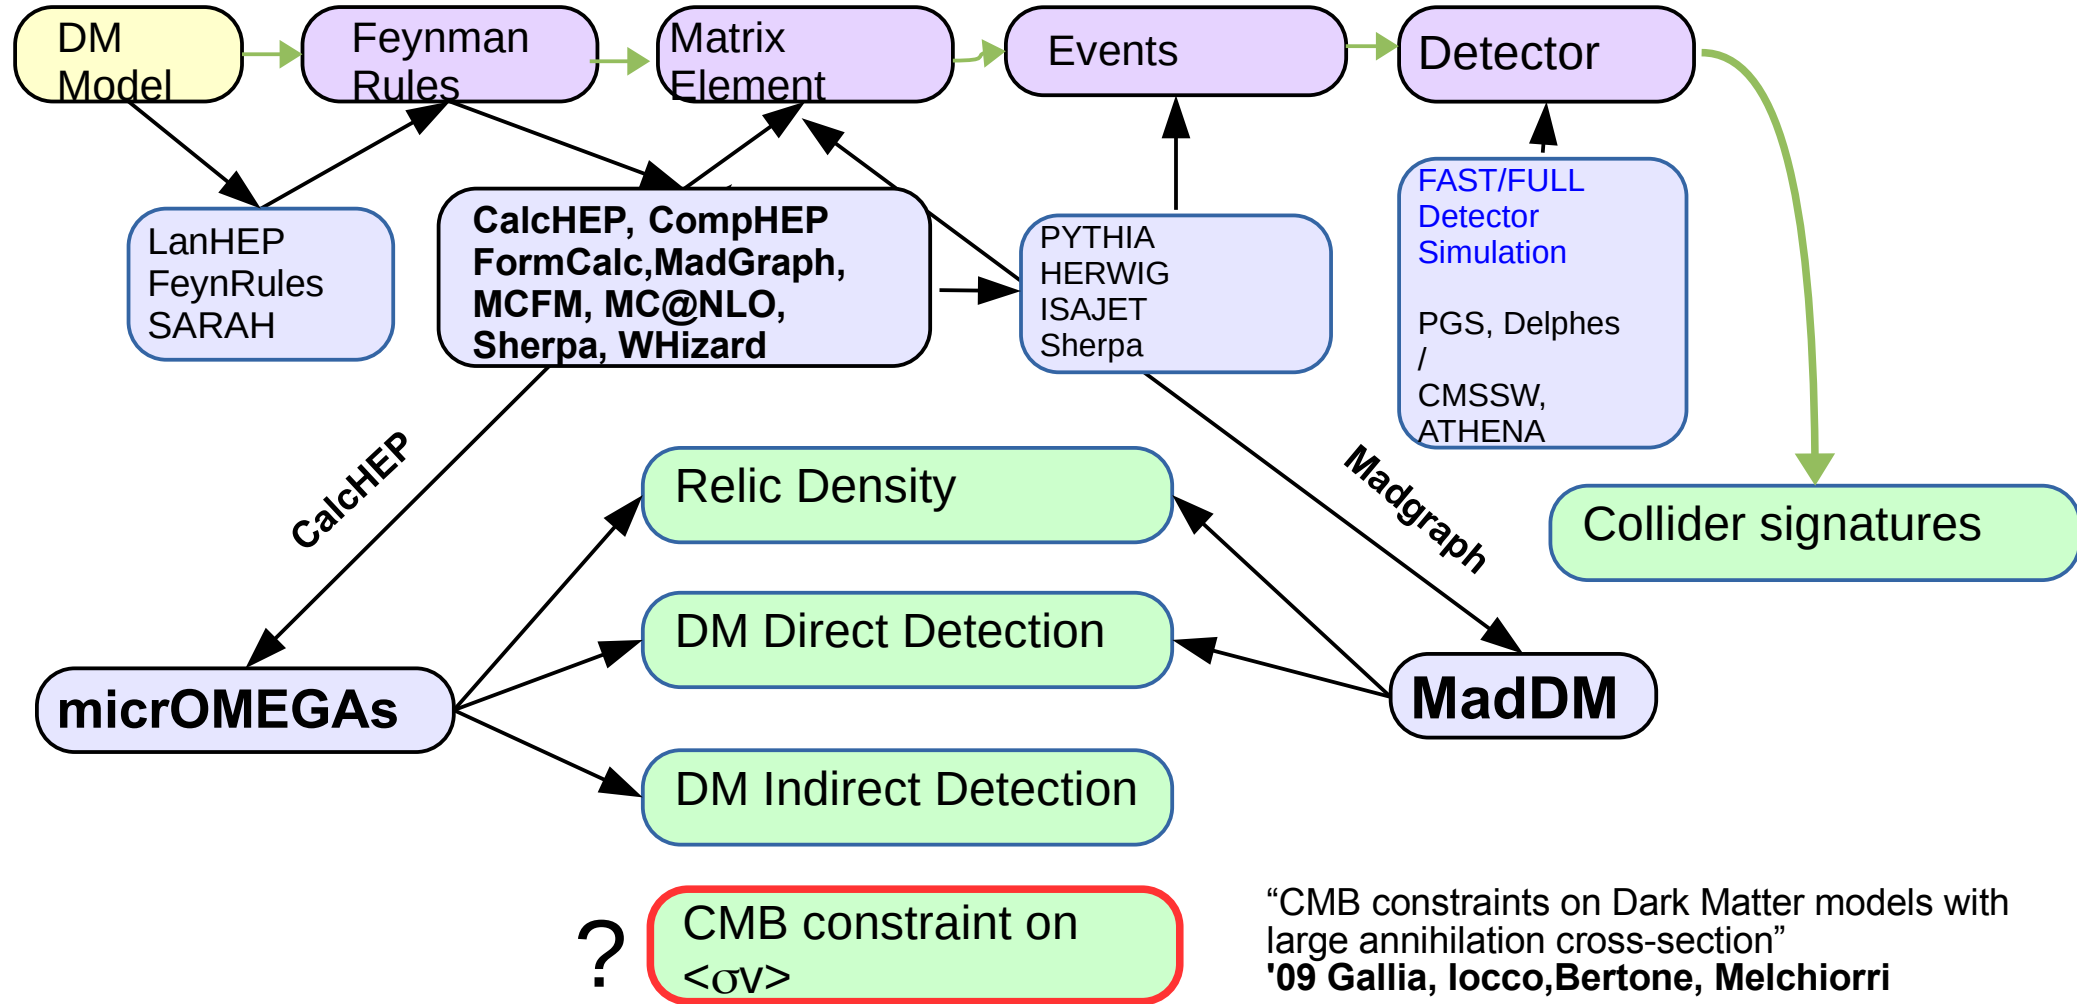 DM
Model
Feynman
Rules
Matrix
Element
Events
Detector
LanHEP
FeynRules
SARAH
CalcHEP, CompHEP
FormCalc,MadGraph,
MCFM, MC@NLO,
Sherpa, WHizard
PYTHIA
HERWIG
ISAJET
Sherpa
FAST/FULL
Detector
Simulation
PGS, Delphes
/
CMSSW,
ATHENA
CalcHEP
Madgraph
Relic Density
Collider signatures
DM Direct Detection
micrOMEGAs
MadDM
DM Indirect Detection
?
CMB constraint on
<σv>
“CMB constraints on Dark Matter models with
large annihilation cross-section”
'09 Gallia, Iocco,Bertone, Melchiorri